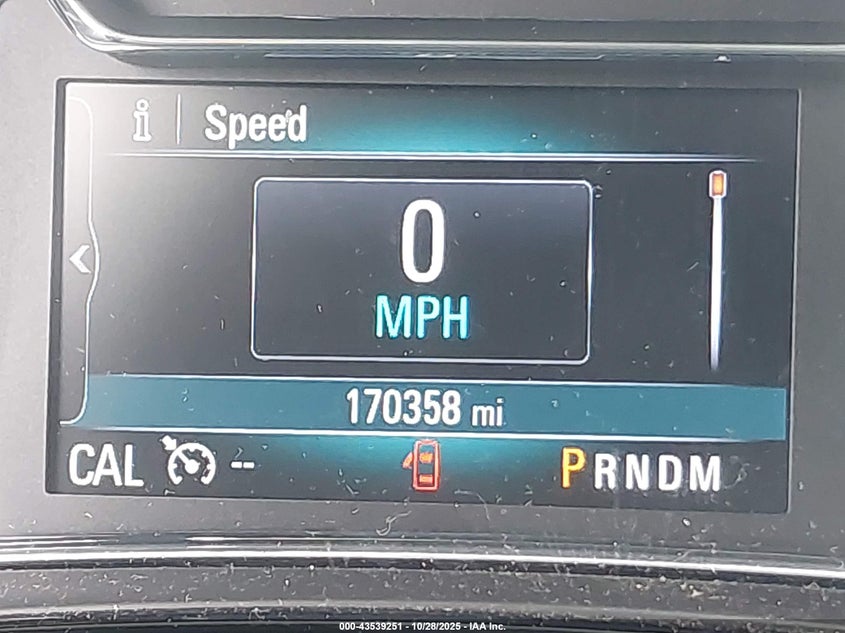 i Speed
0
MPH
170358 mi
CAL -- PRNDM
000-43539251 - 10/28/2025 - IAA Inc.